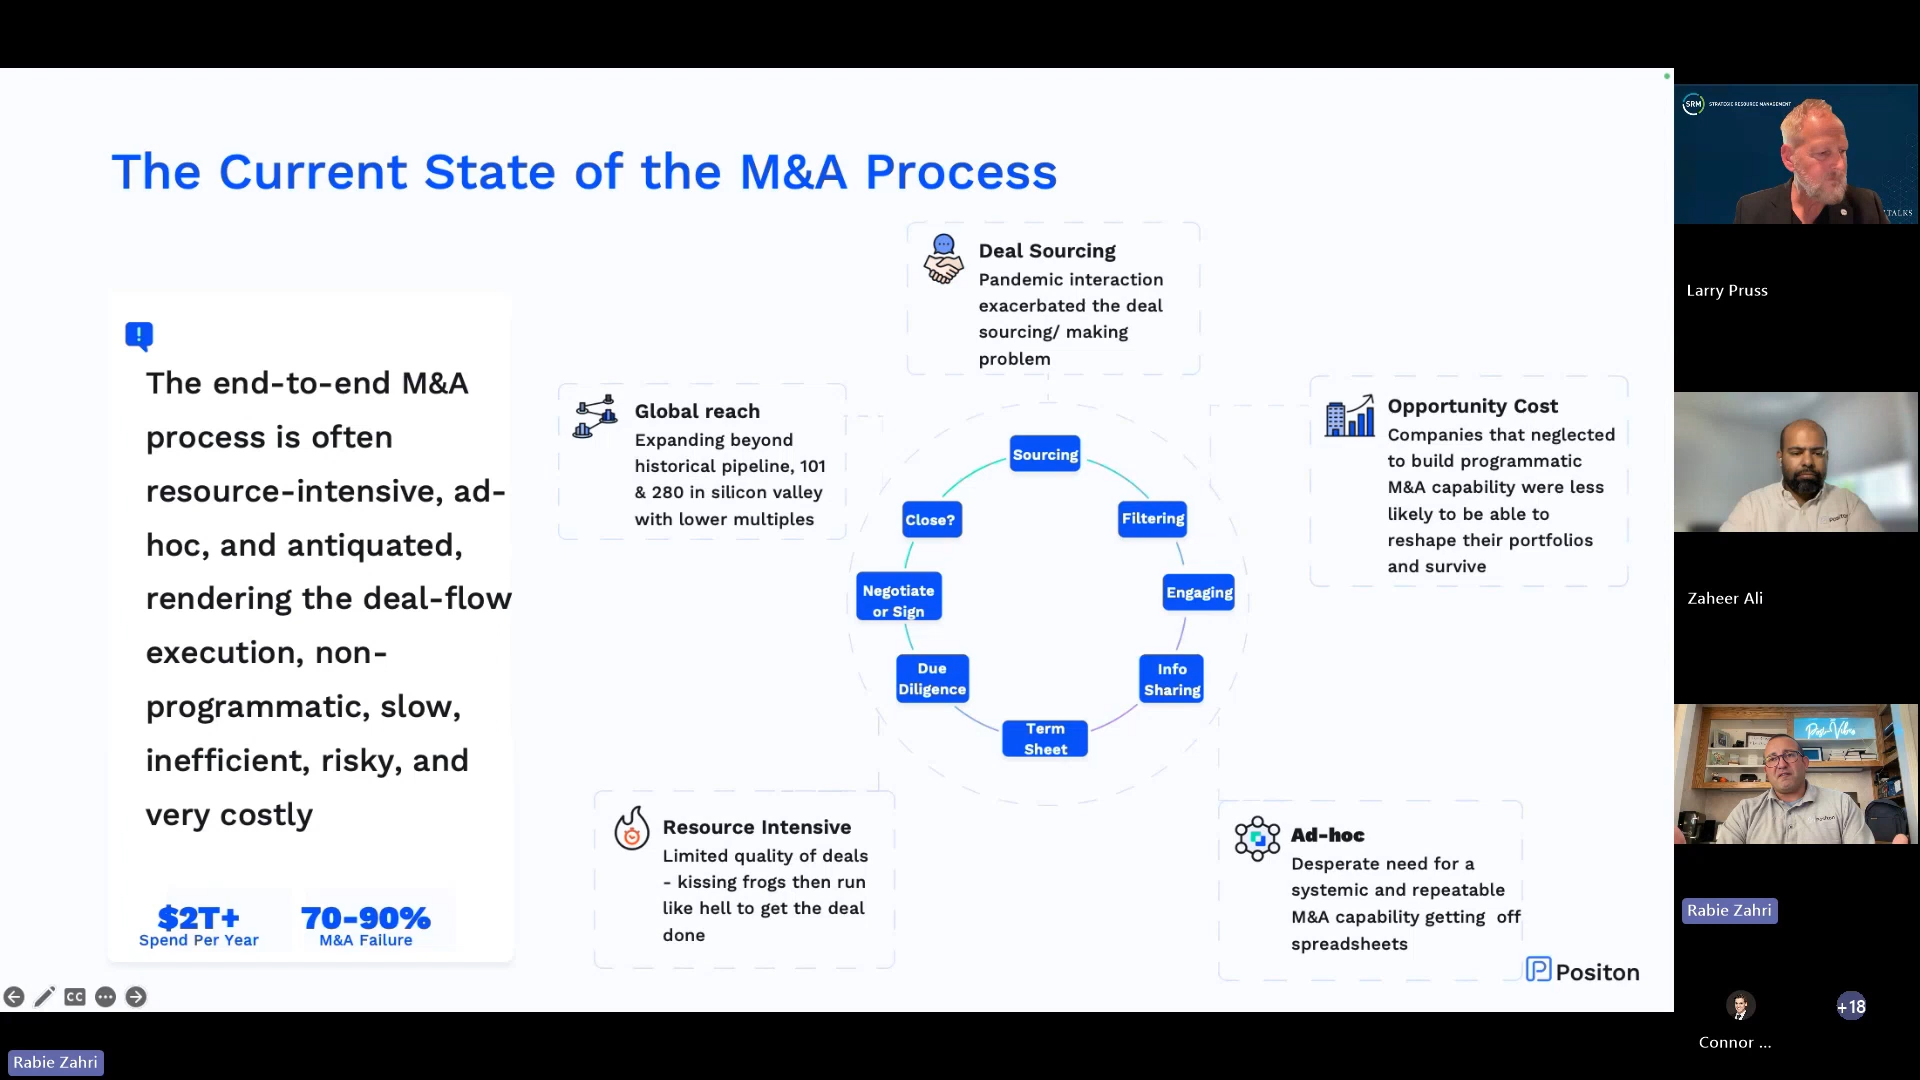 The Current State of the M&A Process
!
The end-to-end M&A
process is often
resource-intensive, ad-
hoc, and antiquated,
rendering the deal-flow
execution, non-
programmatic, slow,
inefficient, risky, and
very costly
$2T+
Spend Per Year
70-90%
M&A Failure
Deal Sourcing
Pandemic interaction
exacerbated the deal
sourcing/ making
problem
Global reach
Expanding beyond
historical pipeline, 101
& 280 in silicon valley
with lower multiples
Opportunity Cost
Companies that neglected
to build programmatic
M&A capability were less
likely to be able to
reshape their portfolios
and survive
Sourcing
Filtering
Engaging
Info
Sharing
Term
Sheet
Due
Diligence
Negotiate
or Sign
Close?
Resource Intensive
Limited quality of deals
- kissing frogs then run
like hell to get the deal
done
Ad-hoc
Desperate need for a
systemic and repeatable
M&A capability getting off
spreadsheets
Positon
CC
Rabie Zahri
SRM
STRATEGIC RESOURCE MANAGEMENT
TALKS
Larry Pruss
Zaheer Ali
Positon
Rabie Zahri
Connor ...
+18